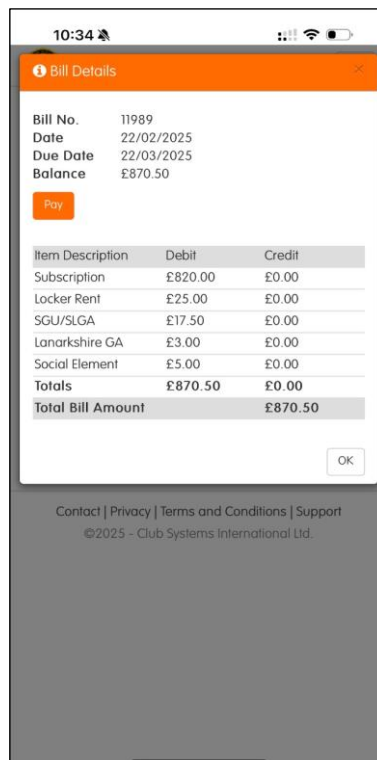 10:34
Bill Details
Bill No. 11989
Date 22/02/2025
Due Date 22/03/2025
Balance £870.50
Pay
Item Description Debit Credit
Subscription £820.00 £0.00
Locker Rent £25.00 £0.00
SGU/SLGA £17.50 £0.00
Lanarkshire GA £3.00 £0.00
Social Element £5.00 £0.00
Totals £870.50 £0.00
Total Bill Amount £870.50
OK
Contact | Privacy | Terms and Conditions | Support
©2025 - Club Systems International Ltd.